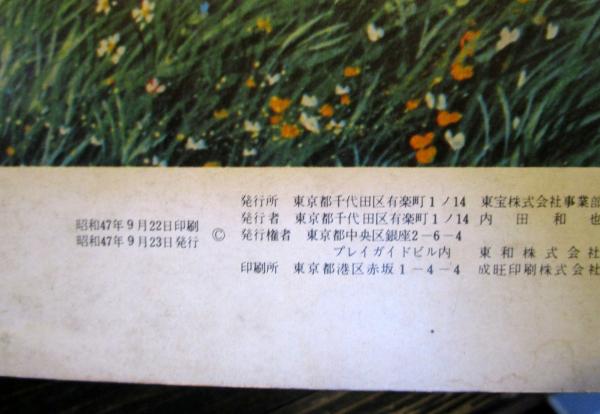 昭和47年9月22日印刷
昭和47年9月23日発行
©
発行所 東京都千代田区有楽町1ノ14 東宝株式会社事業部
発行者 東京都千代田区有楽町1ノ14 内田和也
発行権者 東京都中央区銀座2-6-4
プレイガイドビル内 東和株式会社
印刷所 東京都港区赤坂1-4-4 成旺印刷株式会社